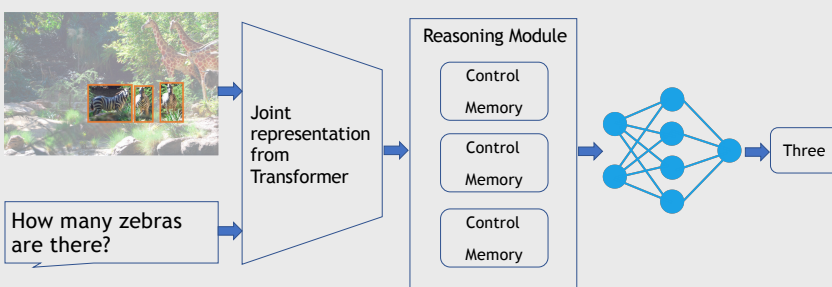 How many zebras
are there?
Joint
representation
from
Transformer
Reasoning Module
Control
Memory
Control
Memory
Control
Memory
Three